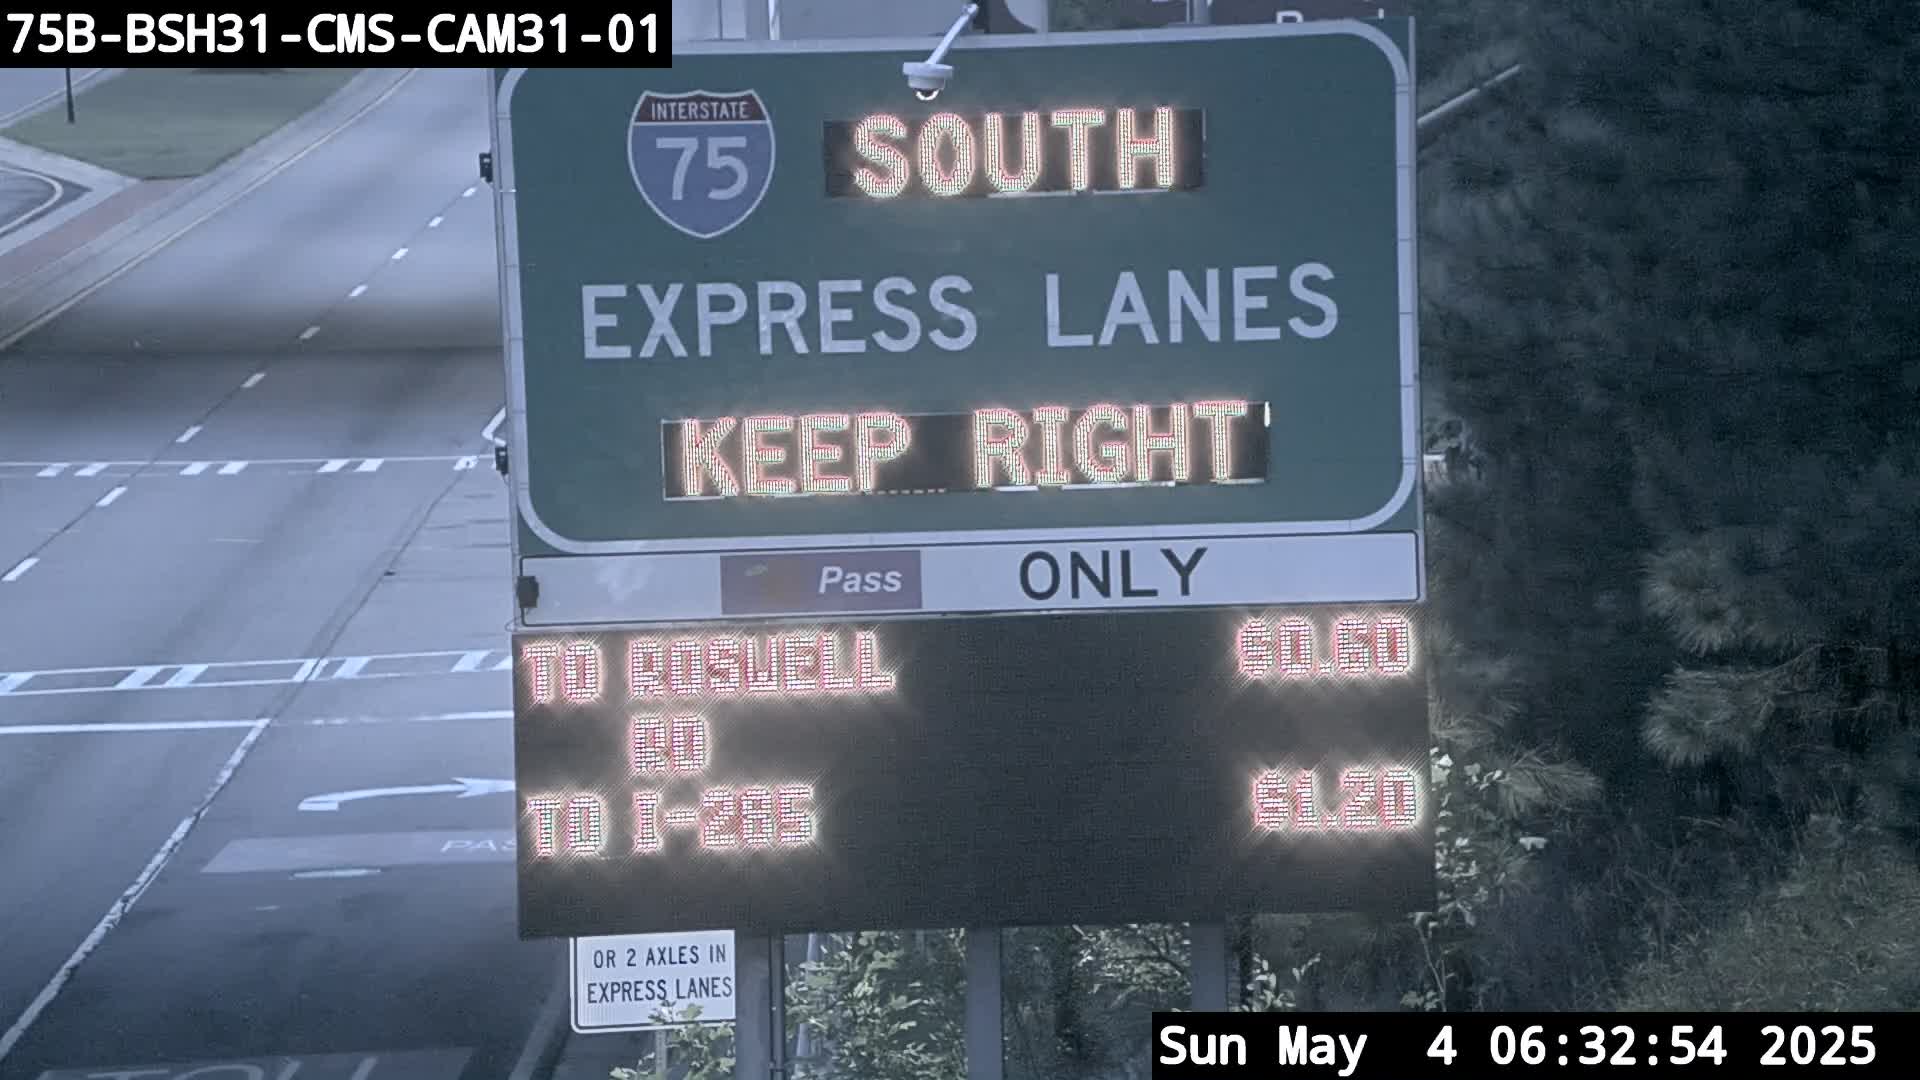 75B-BSH31-CMS-CAM31-01
INTERSTATE
75
SOUTH
EXPRESS LANES
KEEP RIGHT
Pass ONLY
TO ROSWELL $0.60
RD
TO I-285 $1.20
OR 2 AXLES IN
EXPRESS LANES
Sun May 4 06:32:54 2025